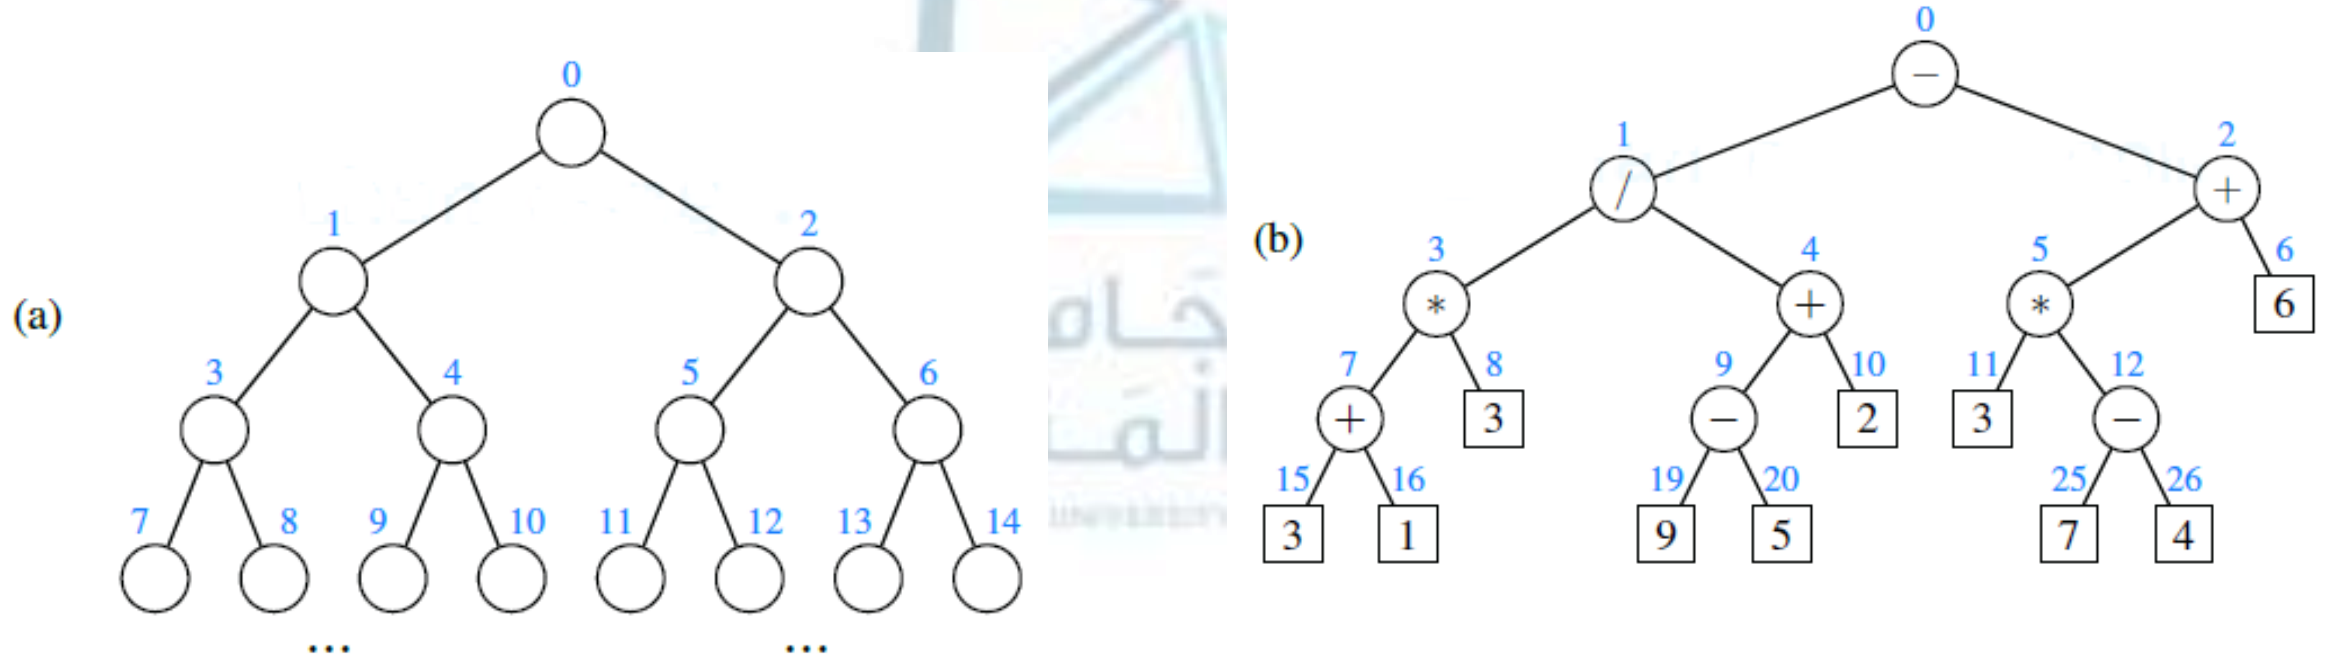 (a)
0
1 2
3 4 5 6
7 8 9 10 11 12 13 14
... ...
(b)
0
−
1 2
/ +
3 4 5 6
* + * 6
7 8 9 10 11 12
+ 3 − 2 3 −
15 16 19 20 25 26
3 1 9 5 7 4